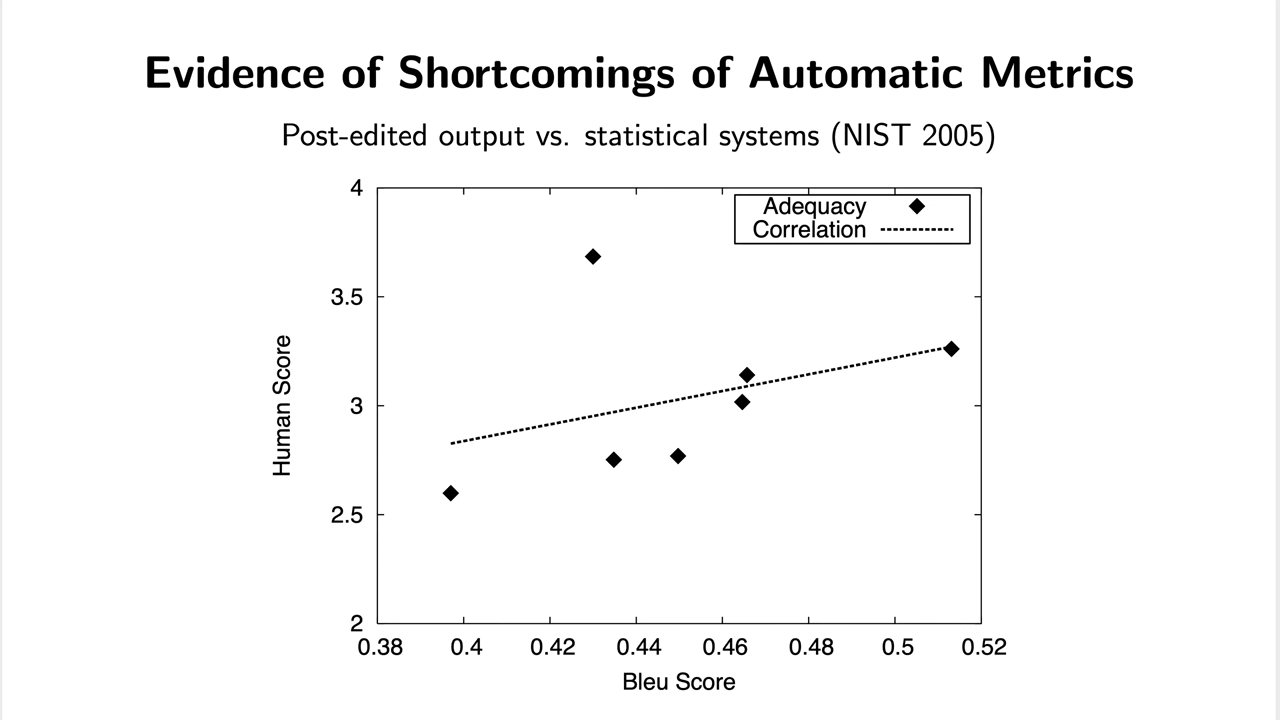 Evidence of Shortcomings of Automatic Metrics
Post-edited output vs. statistical systems (NIST 2005)
4
Adequacy
Correlation
3.5
Human Score
3
2.5
2
0.38 0.4 0.42 0.44 0.46 0.48 0.5 0.52
Bleu Score